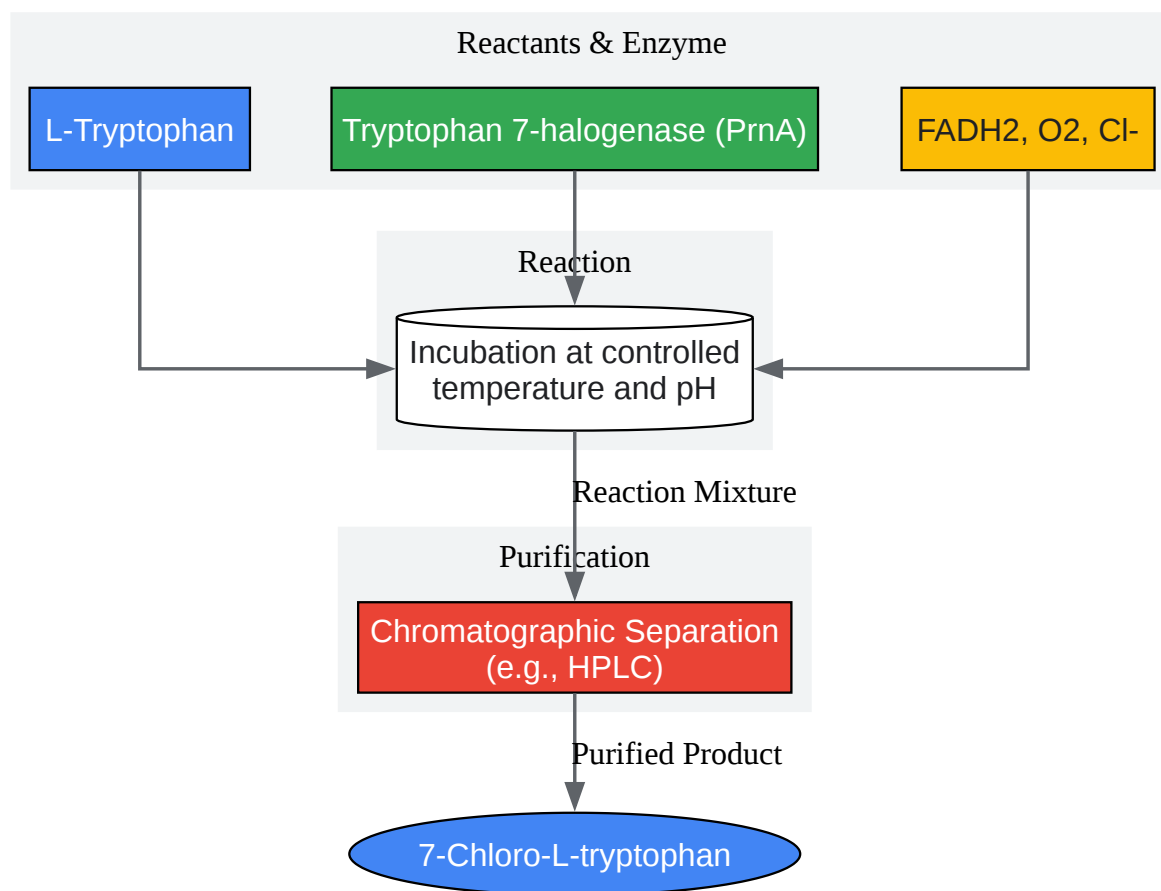 Reactants & Enzyme
L-Tryptophan
Tryptophan 7-halogenase (PrnA)
FADH2, O2, Cl-
Reaction
Incubation at controlled
temperature and pH
Reaction Mixture
Purification
Chromatographic Separation
(e.g., HPLC)
Purified Product
7-Chloro-L-tryptophan